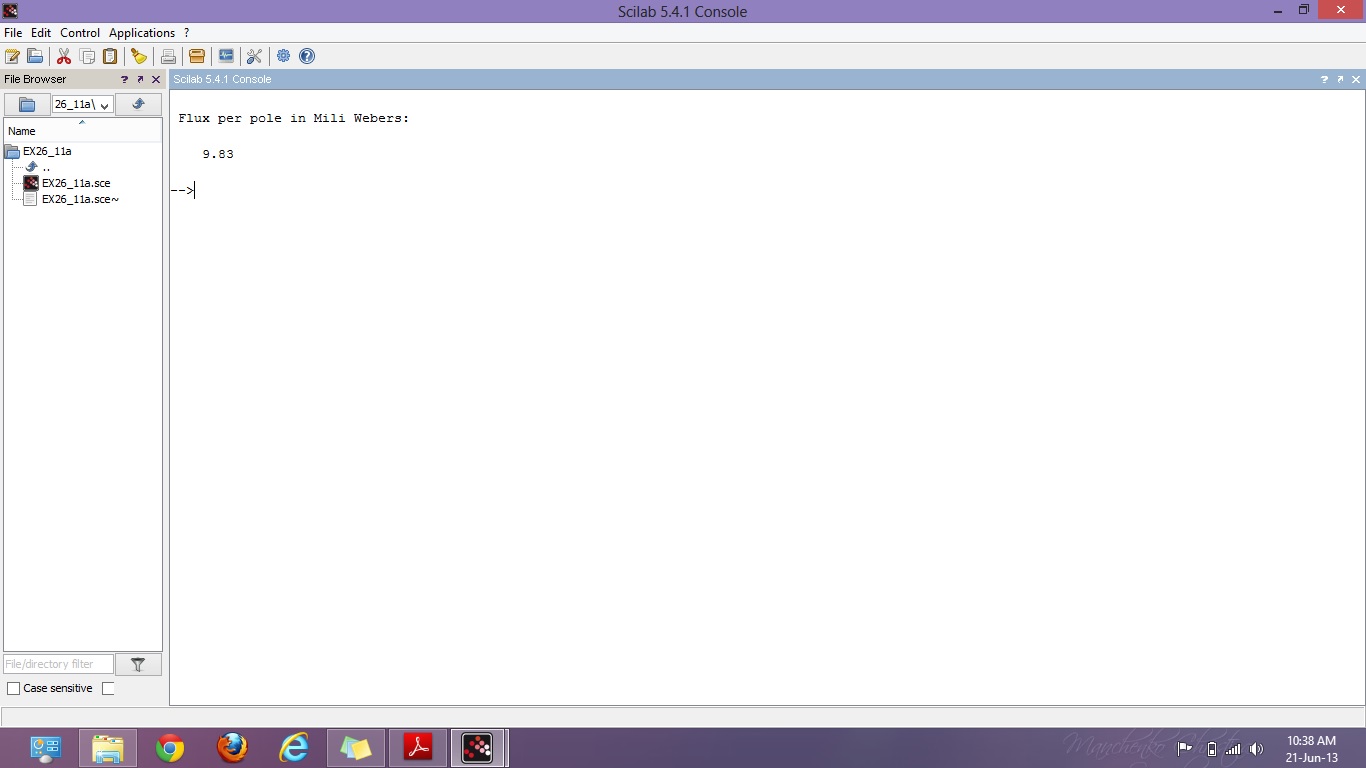 Scilab 5.4.1 Console
File Edit Control Applications ?
File Browser ? 
Scilab 5.4.1 Console ?
26_11a\
Name
EX26_11a
..
EX26_11a.sce
EX26_11a.sce~
Flux per pole in Mili Webers:
9.83
-->
File/directory filter
Case sensitive
Manchenko
10:38 AM
21-Jun-13